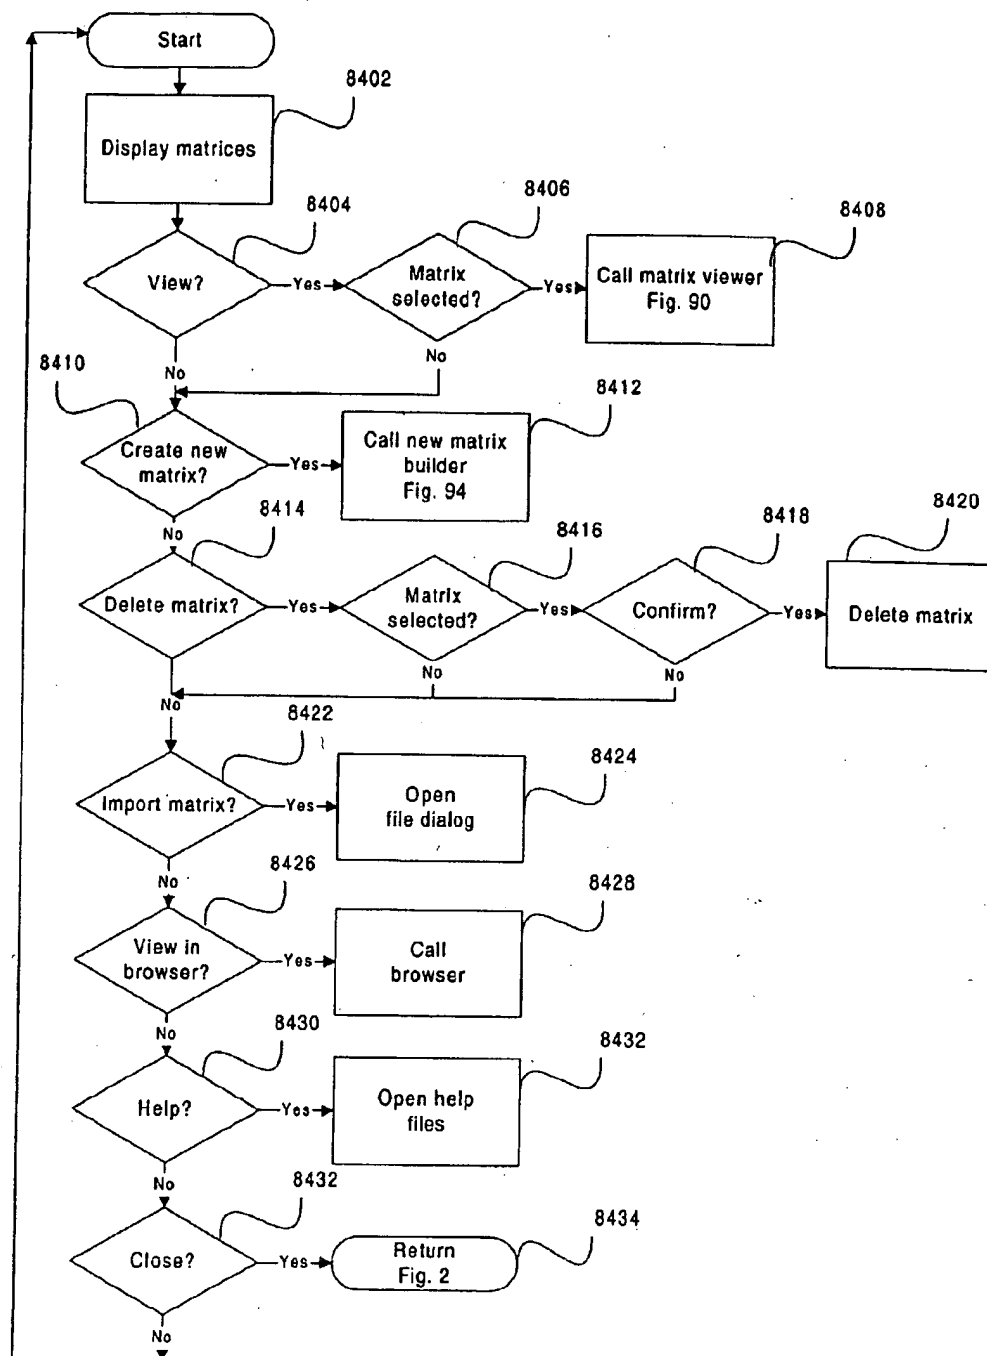 Start
8402
Display matrices
8404
8406
8408
View?
Yes
Matrix
selected?
Yes
Call matrix viewer
Fig. 90
No
No
8410
8412
Create new
matrix?
Yes
Call new matrix
builder
Fig. 94
No
8414
8416
8418
8420
Delete matrix?
Yes
Matrix
selected?
Yes
Confirm?
Yes
Delete matrix
No
No
No
8422
8424
Import matrix?
Yes
Open
file dialog
No
8426
8428
View in
browser?
Yes
Call
browser
No
8430
8432
Help?
Yes
Open help
files
No
8432
8434
Close?
Yes
Return
Fig. 2
No